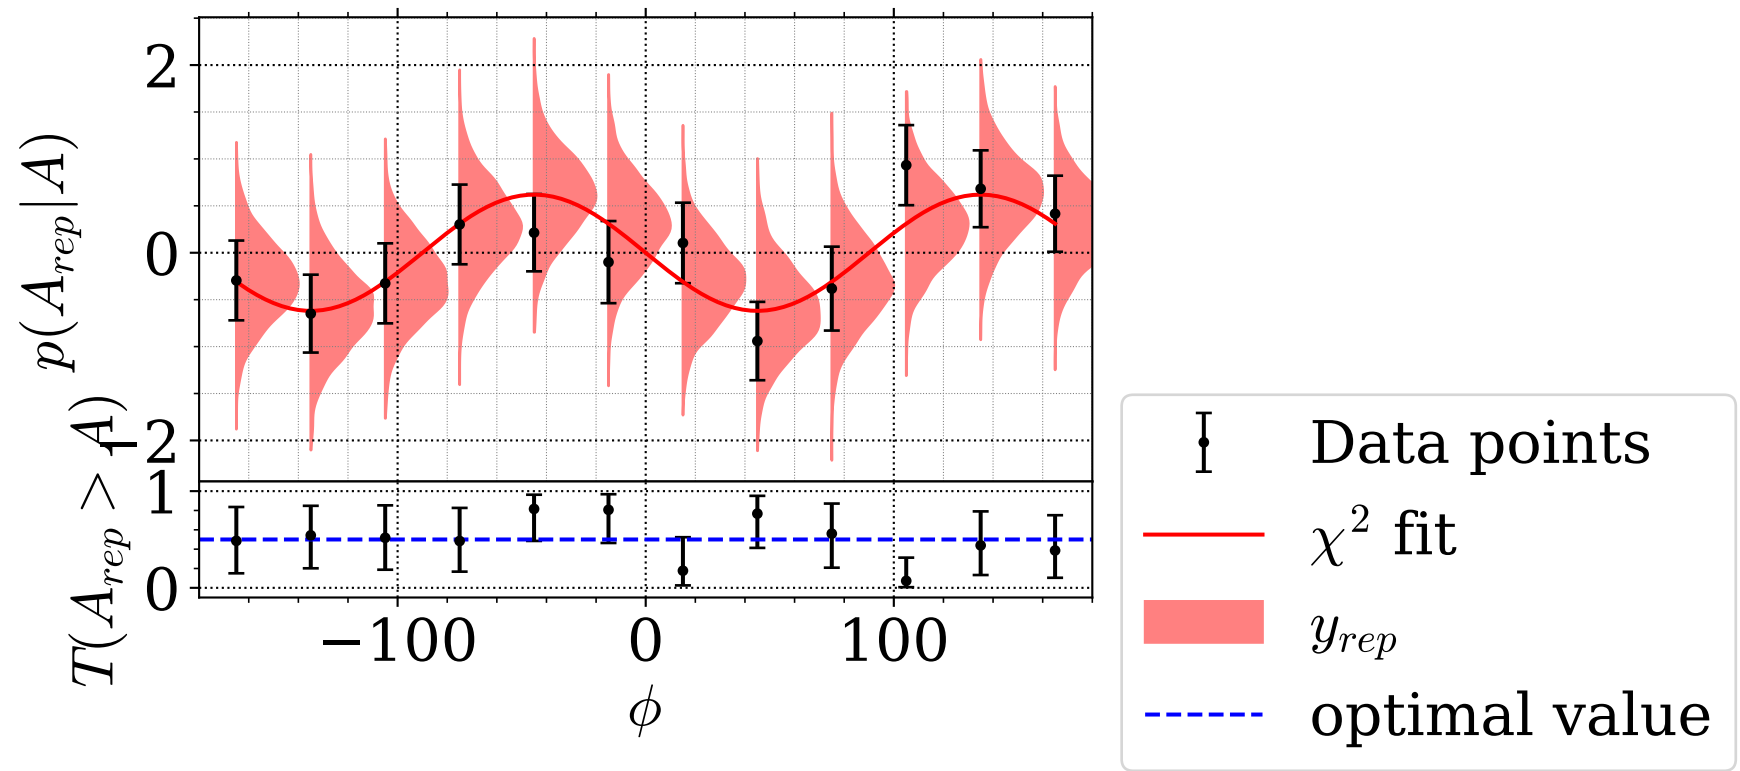 p(A_rep|A)
2
0
−2
T(A_rep > A)
1
0
−100
0
100
ϕ
Data points
χ² fit
y_rep
optimal value